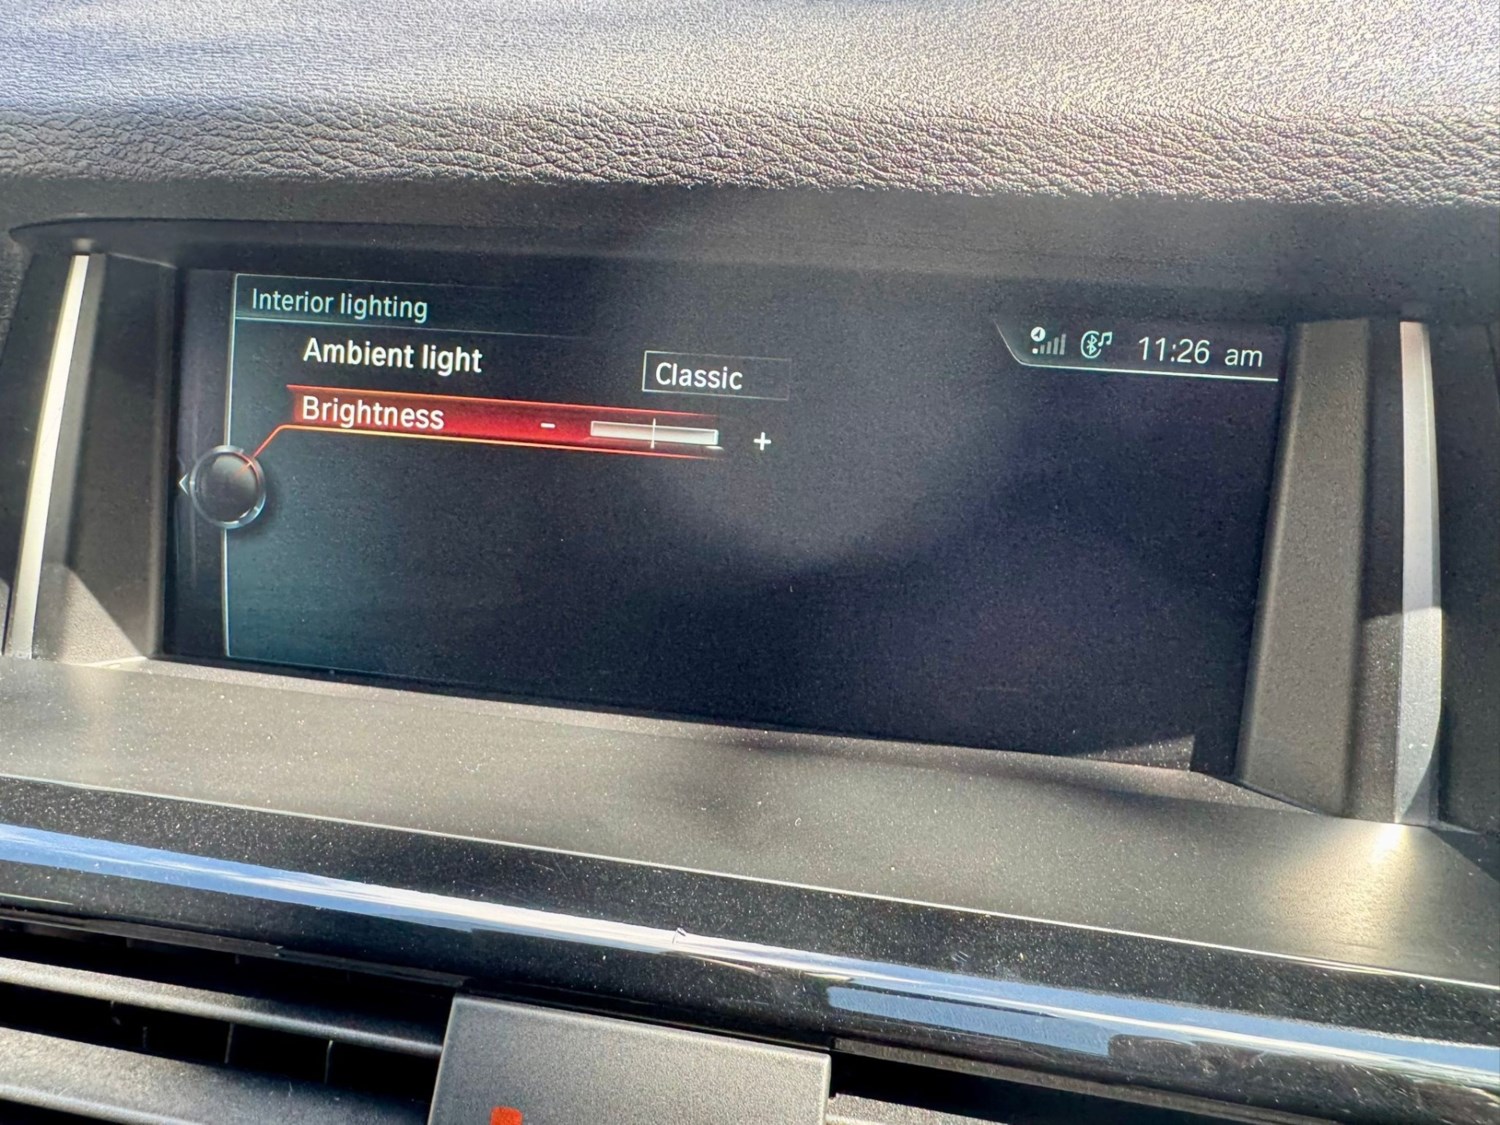 Interior lighting
11:26 am
Ambient light
Classic
Brightness - +